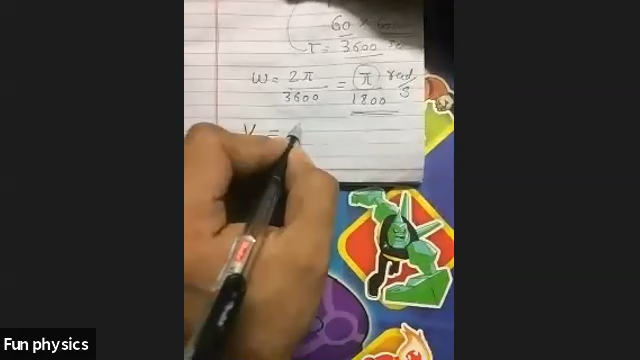 60 ×
T = 3600
ω = 2π/3600 = π/1800 rad/s
V =
Fun physics